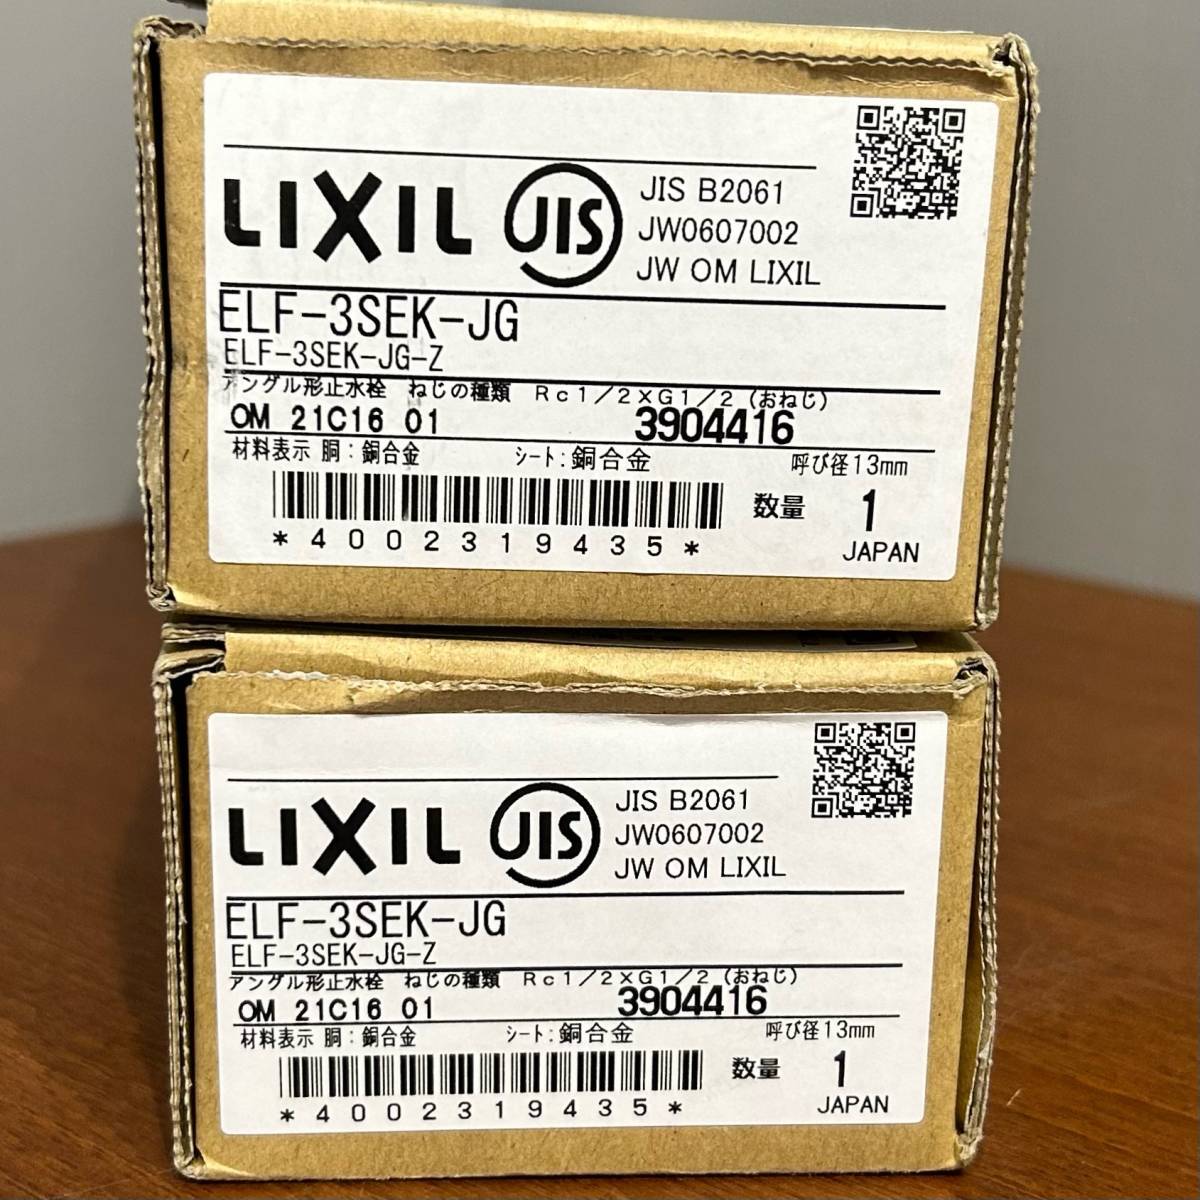 LIXIL JIS JIS B2061
JW0607002
JW OM LIXIL
ELF-3SEK-JG
ELF-3SEK-JG-Z
アングル形止水栓 ねじの種類 Rc1/2×G1/2(おねじ)
OM 21C16 01 3904416
材料表示 胴:銅合金 シート:銅合金 呼び径13mm
数量 1
*4002319435*
JAPAN
LIXIL JIS JIS B2061
JW0607002
JW OM LIXIL
ELF-3SEK-JG
ELF-3SEK-JG-Z
アングル形止水栓 ねじの種類 Rc1/2×G1/2(おねじ)
OM 21C16 01 3904416
材料表示 胴:銅合金 シート:銅合金 呼び径13mm
数量 1
*4002319435*
JAPAN